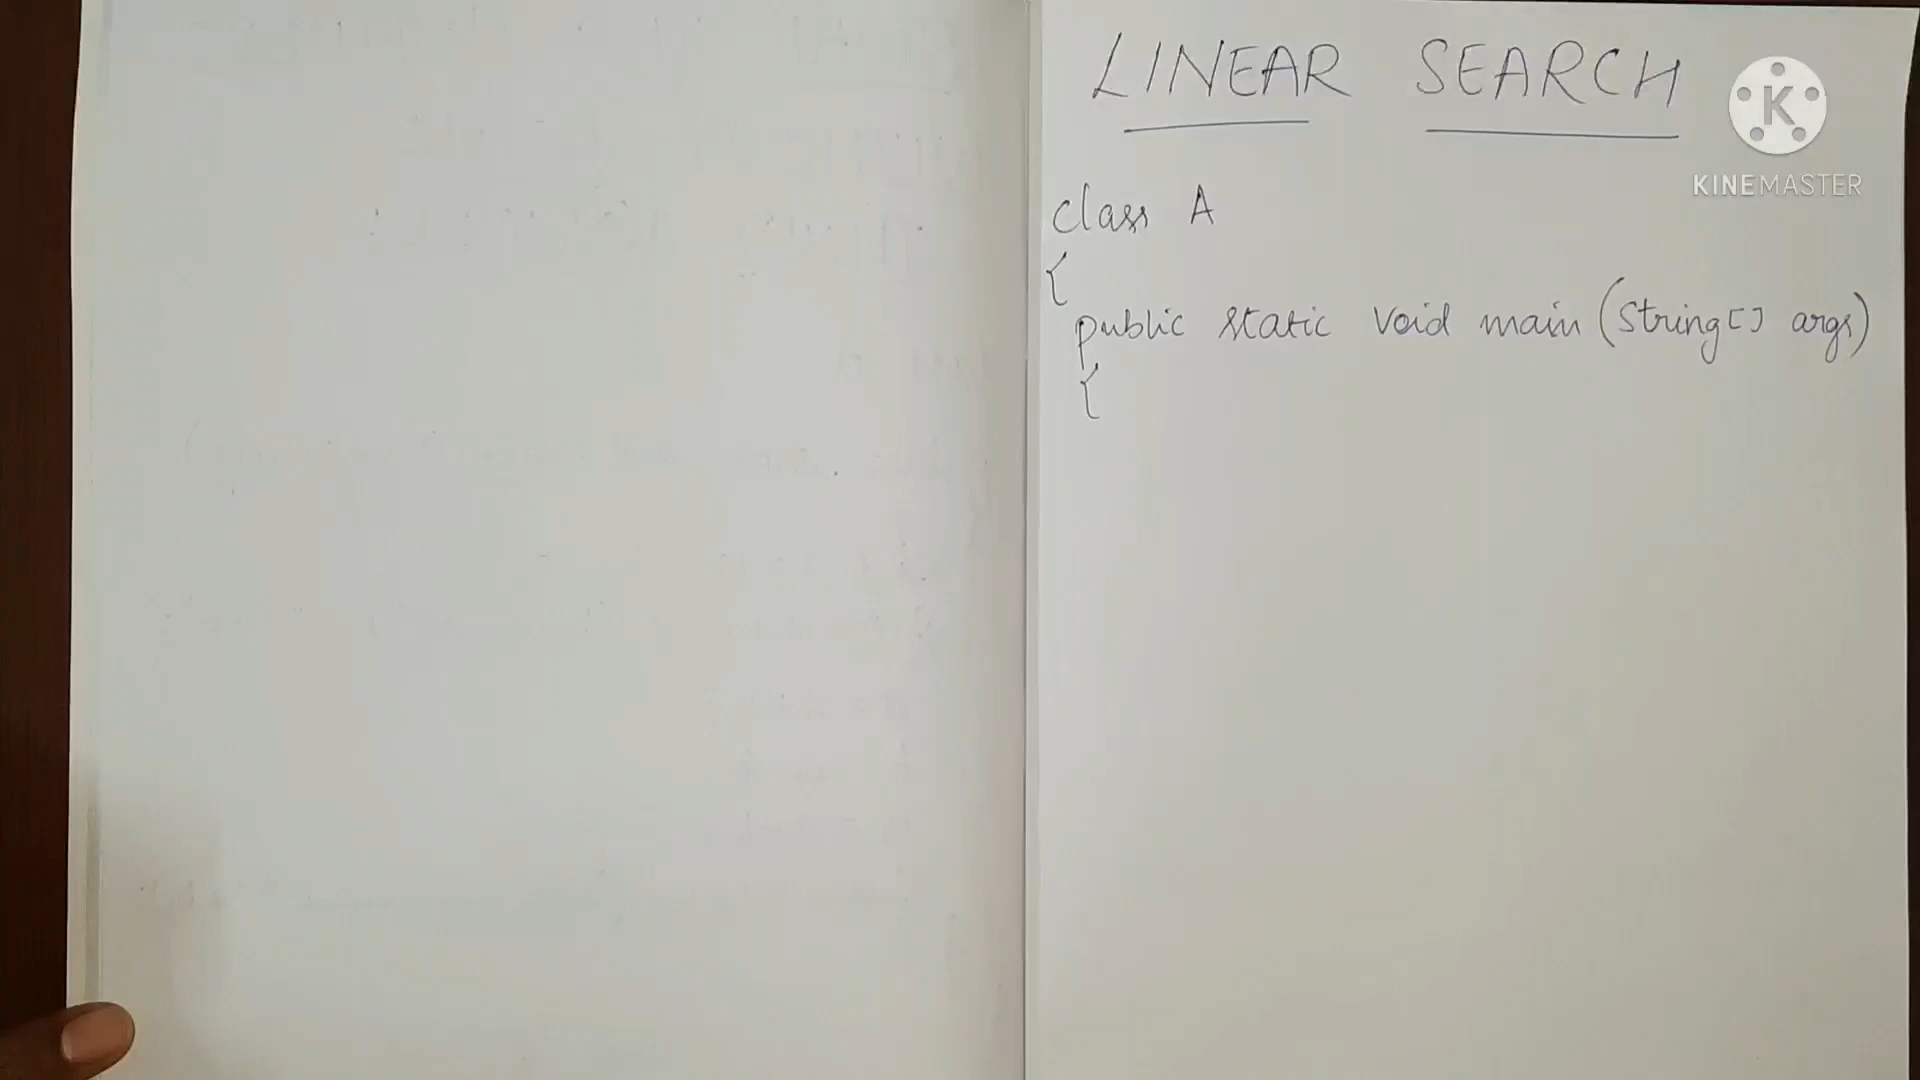 LINEAR SEARCH
K
KINEMASTER
class A
{
public static void main (String[] args)
{